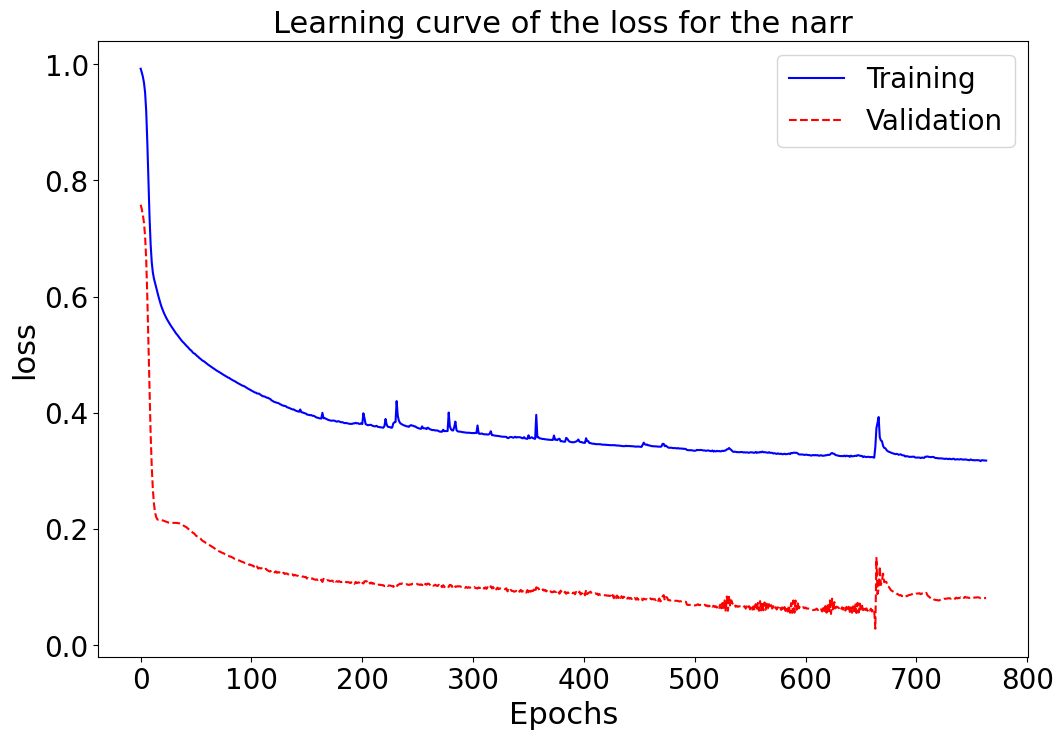 Learning curve of the loss for the narr
Training
Validation
1.0
0.8
0.6
0.4
0.2
0.0
loss
0 100 200 300 400 500 600 700 800
Epochs